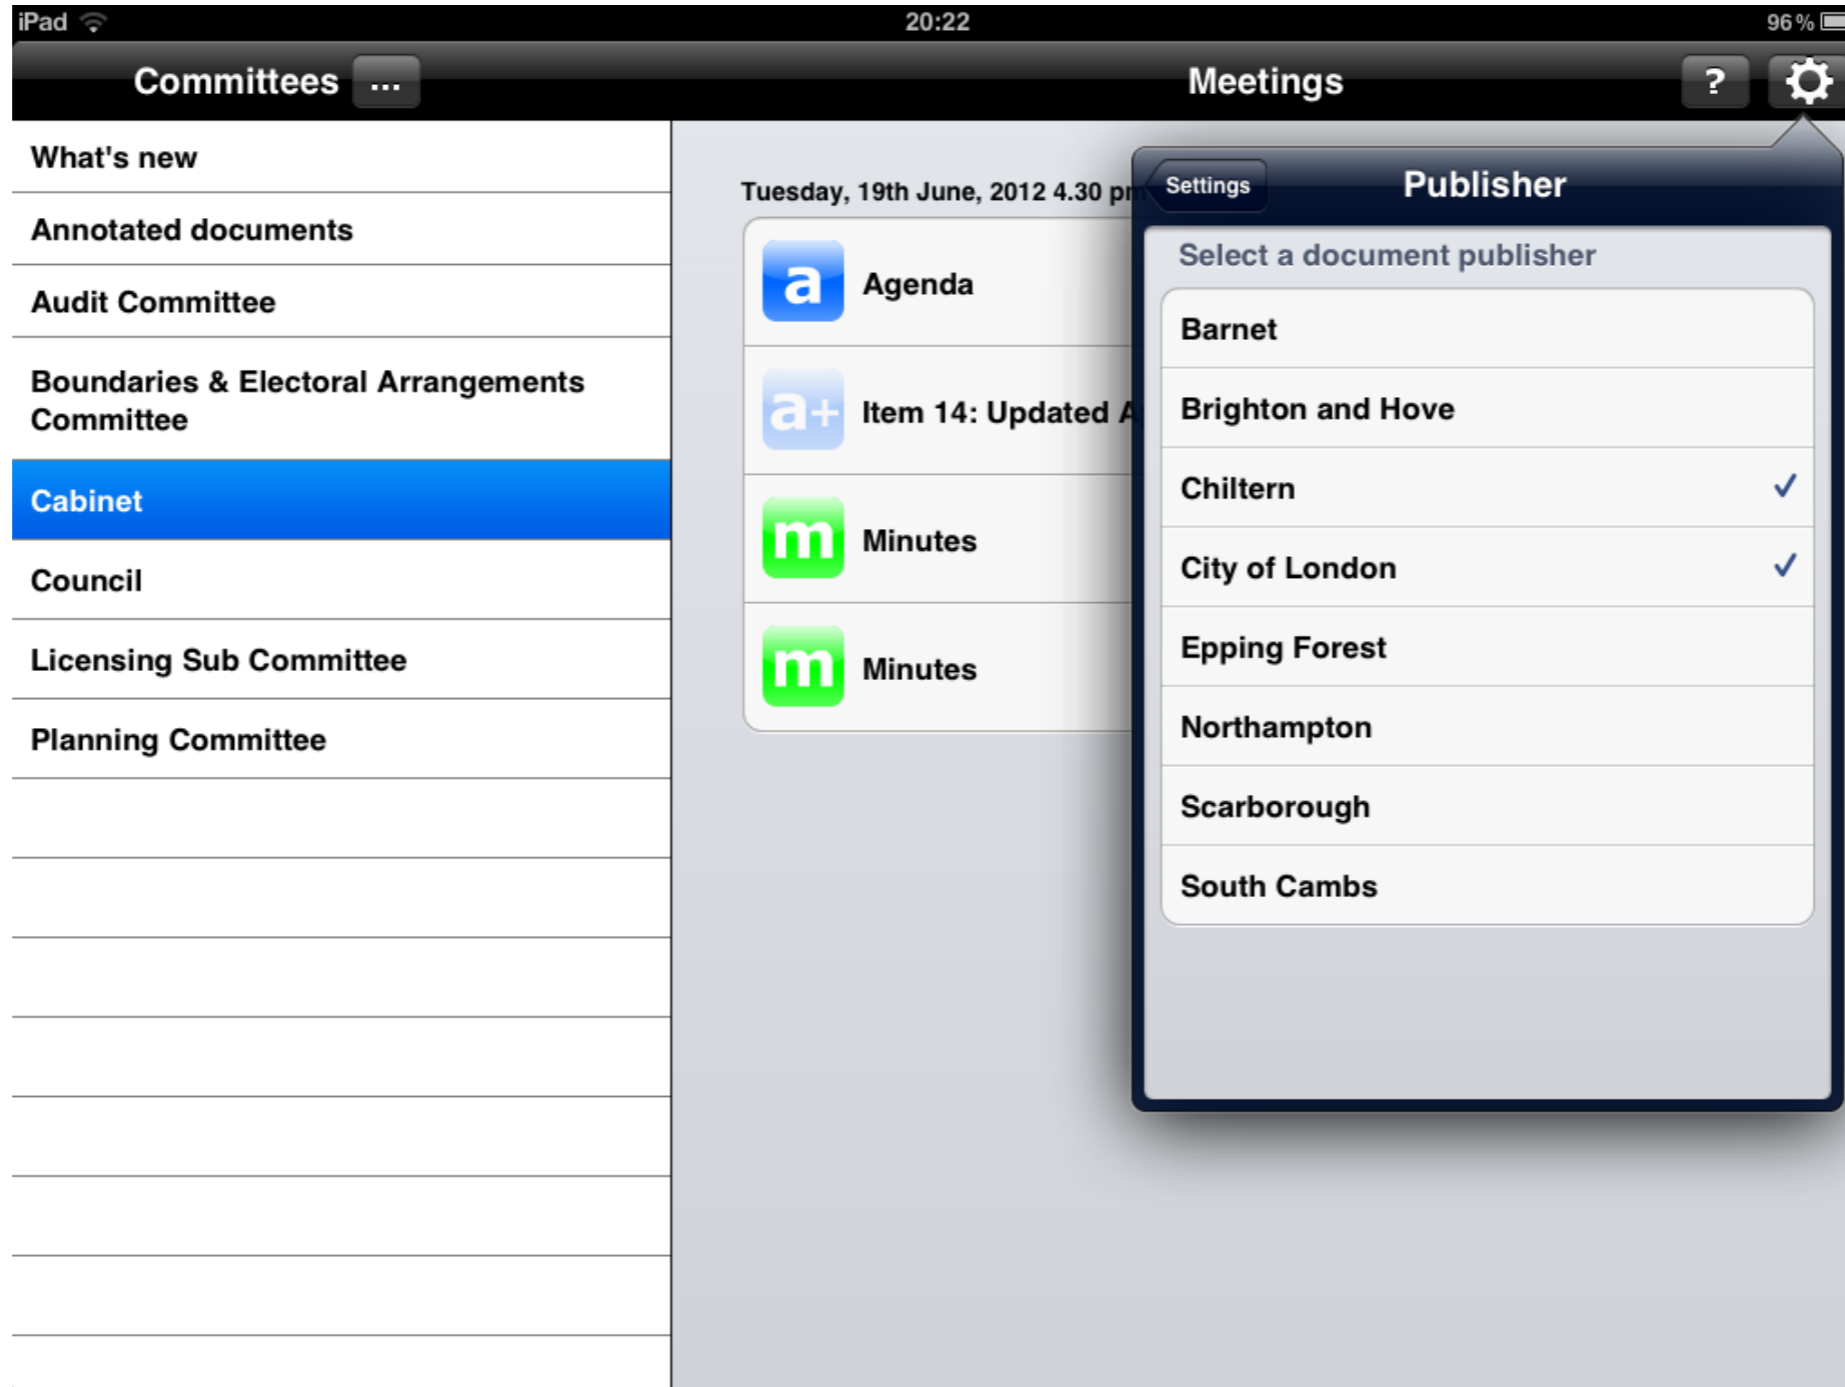 iPad 20:22 96%
Committees ... Meetings ?
What's new
Annotated documents
Audit Committee
Boundaries & Electoral Arrangements
Committee
Cabinet
Council
Licensing Sub Committee
Planning Committee
Tuesday, 19th June, 2012 4.30 pm
a Agenda
a+ Item 14: Updated A
m Minutes
m Minutes
Settings Publisher
Select a document publisher
Barnet
Brighton and Hove
Chiltern ✓
City of London ✓
Epping Forest
Northampton
Scarborough
South Cambs